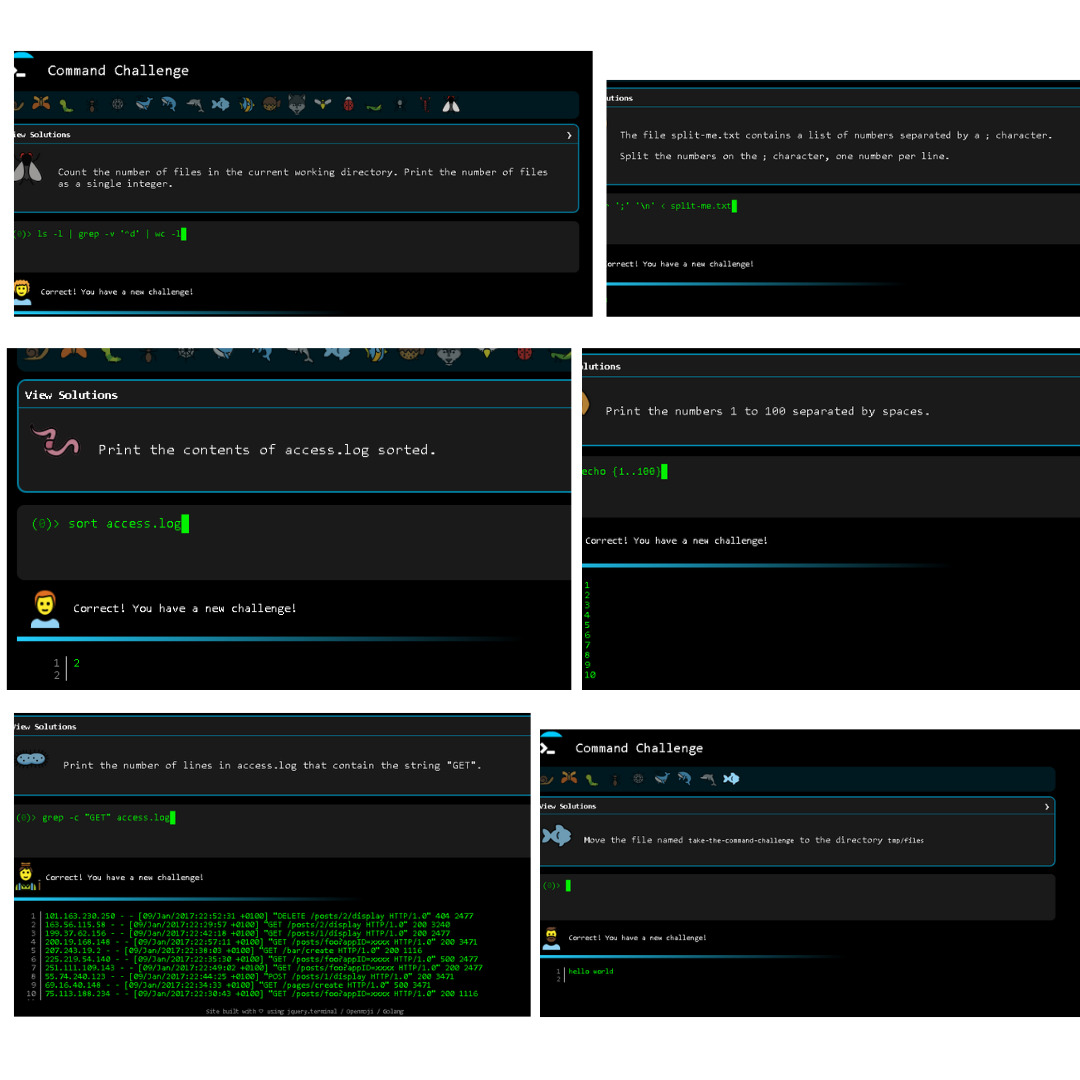 Command Challenge
View Solutions
❯
Count the number of files in the current working directory. Print the number of files
as a single integer.
(0)> ls -l | grep -v '^d' | wc -l
Correct! You have a new challenge!
utions
The file split-me.txt contains a list of numbers separated by a ; character.
Split the numbers on the ; character, one number per line.
';' '\n' < split-me.txt
orrect! You have a new challenge!
View Solutions
Print the contents of access.log sorted.
(0)> sort access.log
Correct! You have a new challenge!
1 2
2
lutions
Print the numbers 1 to 100 separated by spaces.
echo {1..100}
Correct! You have a new challenge!
1
2
3
4
5
6
7
8
9
10
View Solutions
Print the number of lines in access.log that contain the string "GET".
(0)> grep -c "GET" access.log
Correct! You have a new challenge!
1 101.163.230.250 - - [09/Jan/2017:22:52:31 +0100] "DELETE /posts/2/display HTTP/1.0" 404 2477
2 163.56.115.58 - - [09/Jan/2017:22:29:57 +0100] "GET /posts/2/display HTTP/1.0" 200 3240
3 199.37.62.156 - - [09/Jan/2017:22:42:18 +0100] "GET /posts/1/display HTTP/1.0" 200 2477
4 200.19.168.148 - - [09/Jan/2017:22:57:11 +0100] "GET /posts/foo?appID=xxxx HTTP/1.0" 200 3471
5 207.243.19.2 - - [09/Jan/2017:22:38:03 +0100] "GET /bar/create HTTP/1.0" 200 1116
6 225.219.54.140 - - [09/Jan/2017:22:35:30 +0100] "GET /posts/foo?appID=xxxx HTTP/1.0" 500 2477
7 251.111.109.143 - - [09/Jan/2017:22:49:02 +0100] "GET /posts/foo?appID=xxxx HTTP/1.0" 200 2477
8 55.74.240.123 - - [09/Jan/2017:22:44:25 +0100] "POST /posts/1/display HTTP/1.0" 200 3471
9 69.16.40.148 - - [09/Jan/2017:22:34:33 +0100] "GET /pages/create HTTP/1.0" 500 3471
10 75.113.188.234 - - [09/Jan/2017:22:30:43 +0100] "GET /posts/foo?appID=xxxx HTTP/1.0" 200 1116
Site built with ♡ using jquery.terminal / Openmoji / Golang
Command Challenge
View Solutions
❯
Move the file named take-the-command-challenge to the directory tmp/files
(0)>
Correct! You have a new challenge!
1 hello world
2